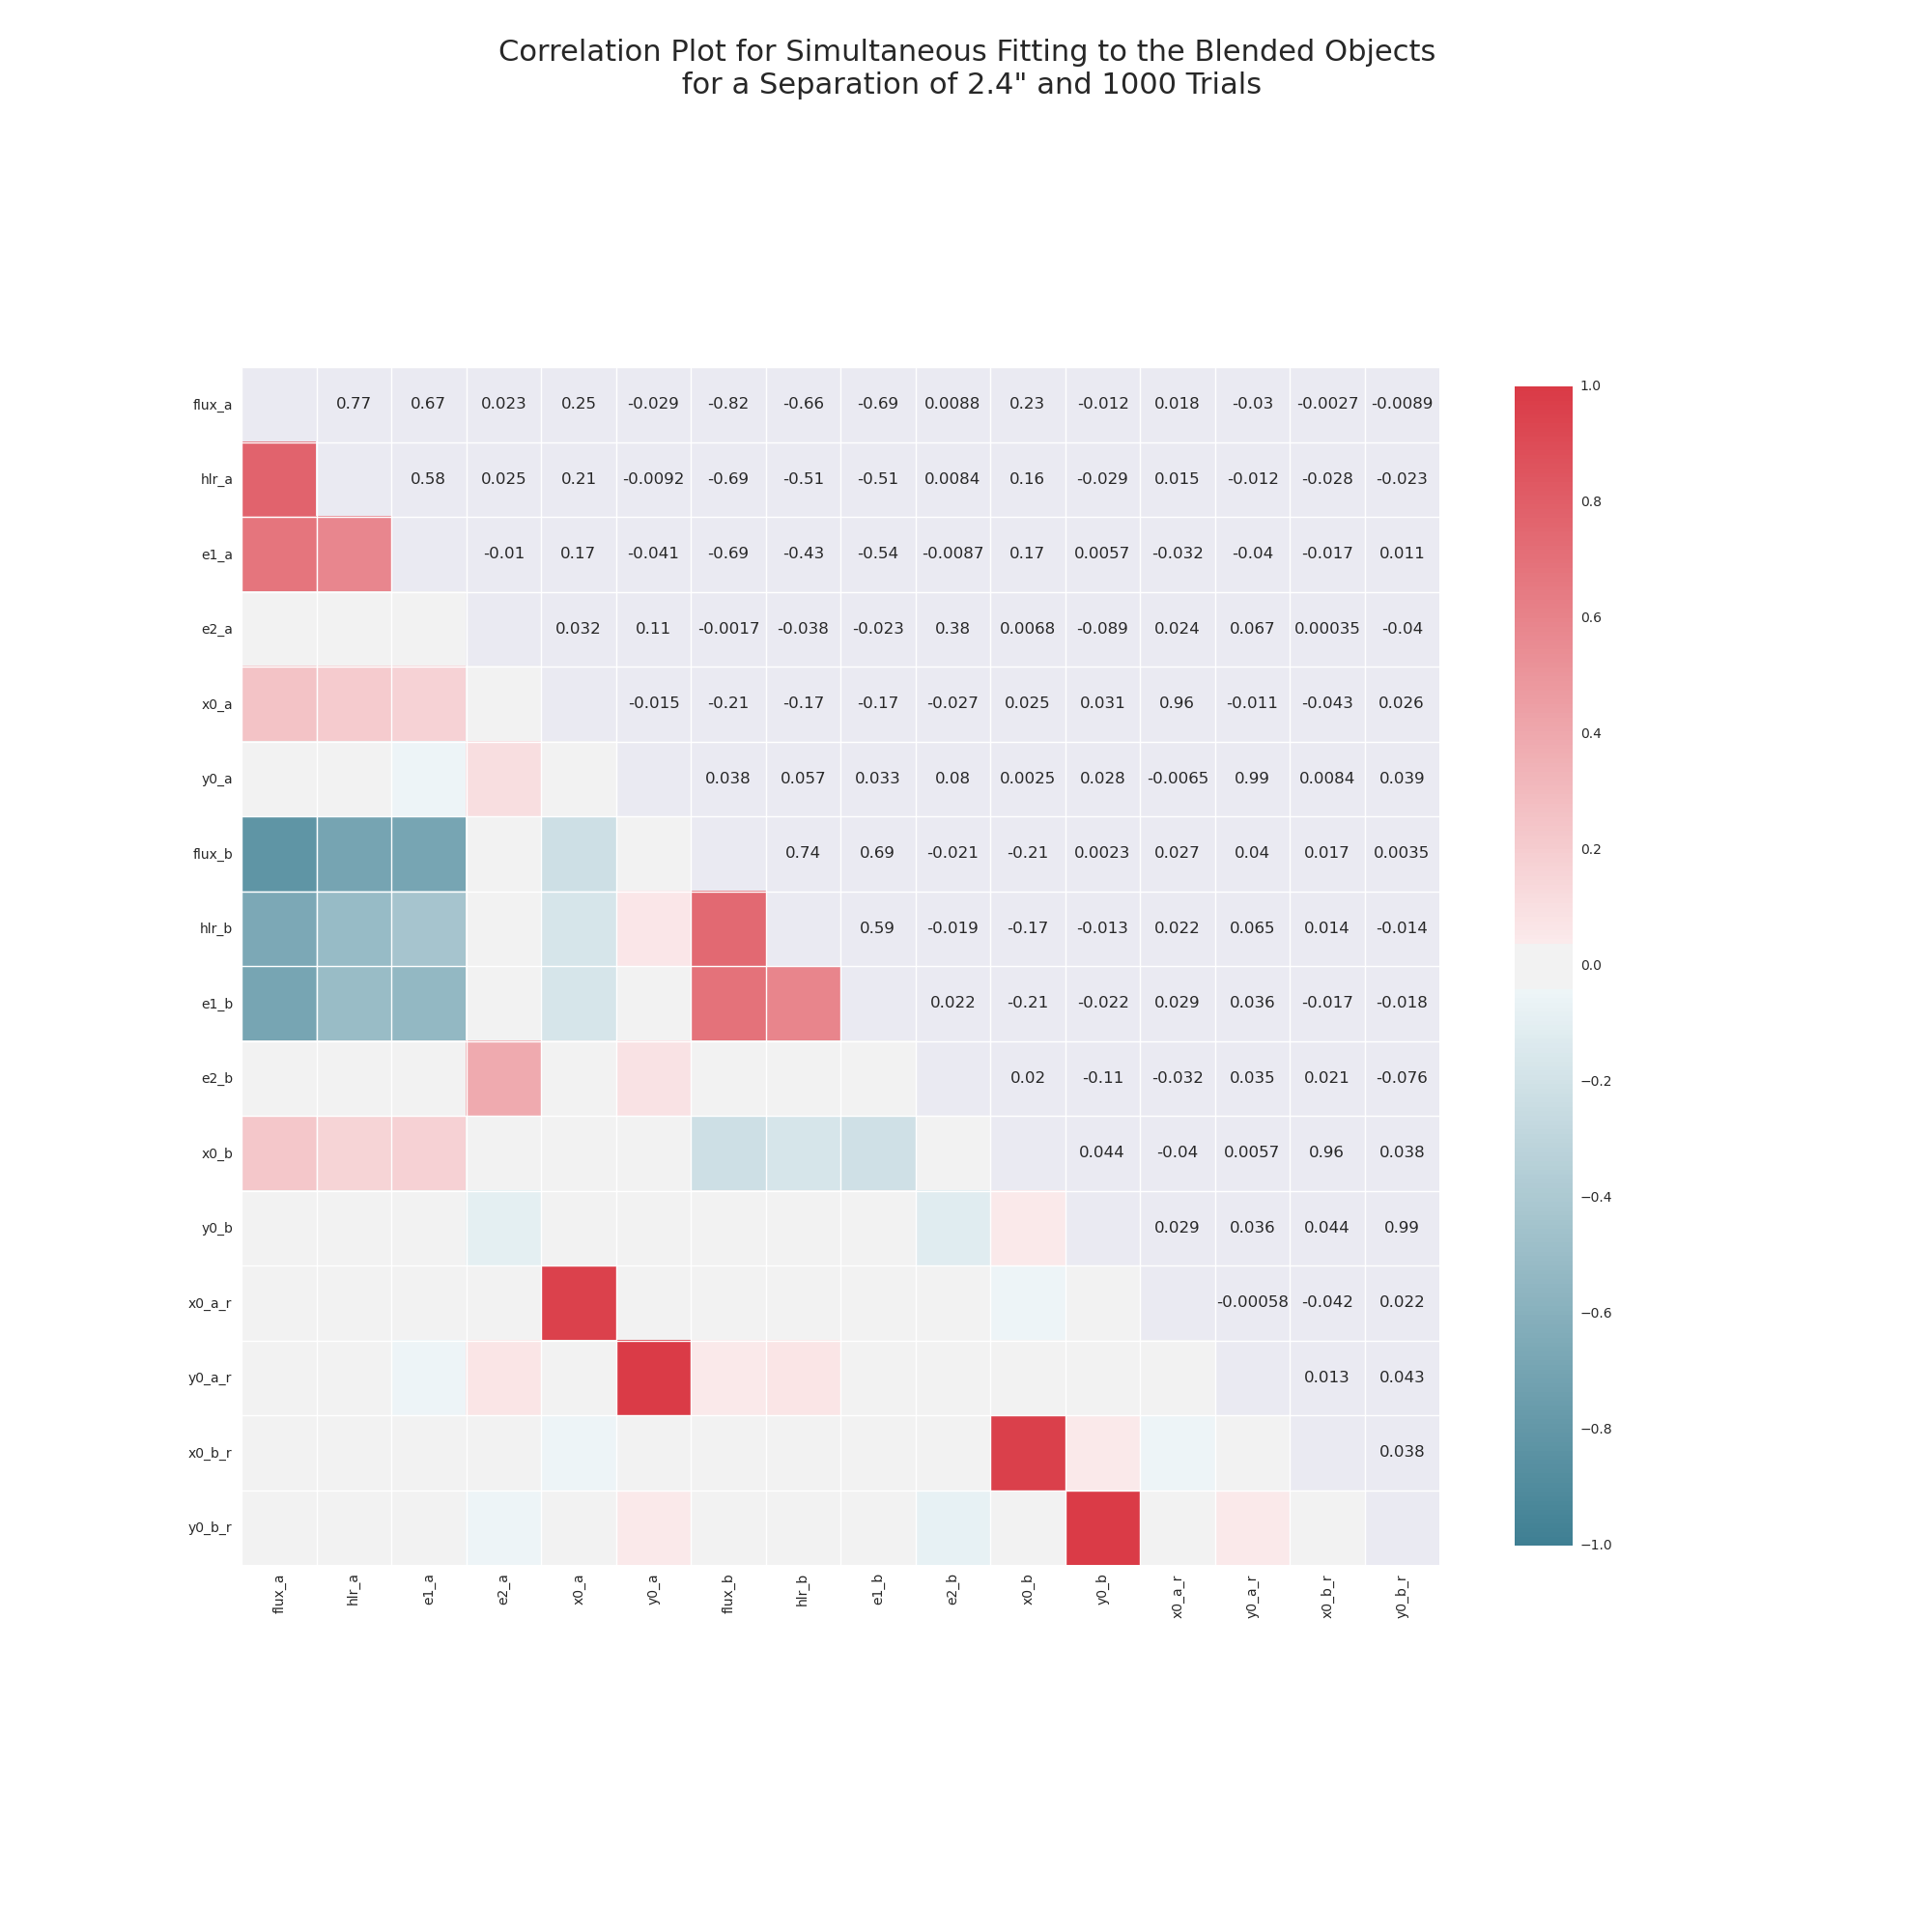 Correlation Plot for Simultaneous Fitting to the Blended Objects
for a Separation of 2.4" and 1000 Trials
flux_a 0.77 0.67 0.023 0.25 -0.029 -0.82 -0.66 -0.69 0.0088 0.23 -0.012 0.018 -0.03 -0.0027 -0.0089
hlr_a 0.58 0.025 0.21 -0.0092 -0.69 -0.51 -0.51 0.0084 0.16 -0.029 0.015 -0.012 -0.028 -0.023
e1_a -0.01 0.17 -0.041 -0.69 -0.43 -0.54 -0.0087 0.17 0.0057 -0.032 -0.04 -0.017 0.011
e2_a 0.032 0.11 -0.0017 -0.038 -0.023 0.38 0.0068 -0.089 0.024 0.067 0.00035 -0.04
x0_a -0.015 -0.21 -0.17 -0.17 -0.027 0.025 0.031 0.96 -0.011 -0.043 0.026
y0_a 0.038 0.057 0.033 0.08 0.0025 0.028 -0.0065 0.99 0.0084 0.039
flux_b 0.74 0.69 -0.021 -0.21 0.0023 0.027 0.04 0.017 0.0035
hlr_b 0.59 -0.019 -0.17 -0.013 0.022 0.065 0.014 -0.014
e1_b 0.022 -0.21 -0.022 0.029 0.036 -0.017 -0.018
e2_b 0.02 -0.11 -0.032 0.035 0.021 -0.076
x0_b 0.044 -0.04 0.0057 0.96 0.038
y0_b 0.029 0.036 0.044 0.99
x0_a_r -0.00058 -0.042 0.022
y0_a_r 0.013 0.043
x0_b_r 0.038
y0_b_r
flux_a hlr_a e1_a e2_a x0_a y0_a flux_b hlr_b e1_b e2_b x0_b y0_b x0_a_r y0_a_r x0_b_r y0_b_r
1.0
0.8
0.6
0.4
0.2
0.0
−0.2
−0.4
−0.6
−0.8
−1.0